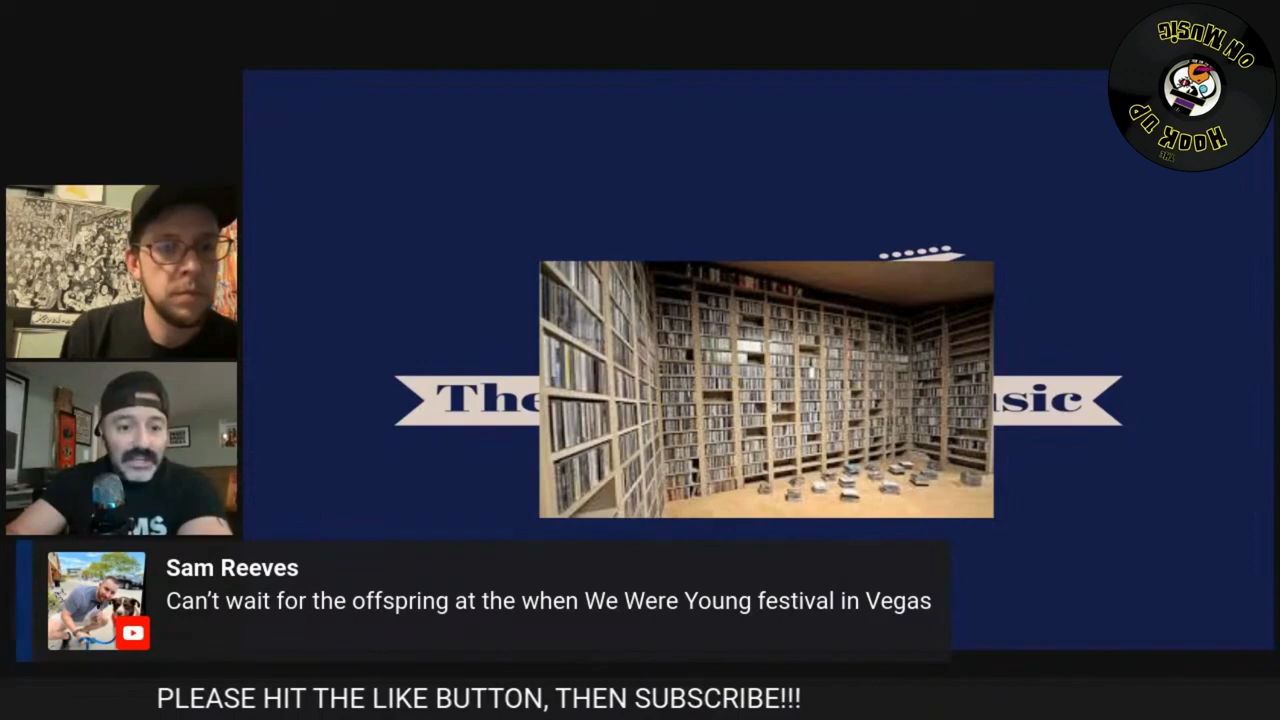 ON MUSiC
THE
HOOK UP
The
usic
Sam Reeves
Can’t wait for the offspring at the when We Were Young festival in Vegas
PLEASE HIT THE LIKE BUTTON, THEN SUBSCRIBE!!!